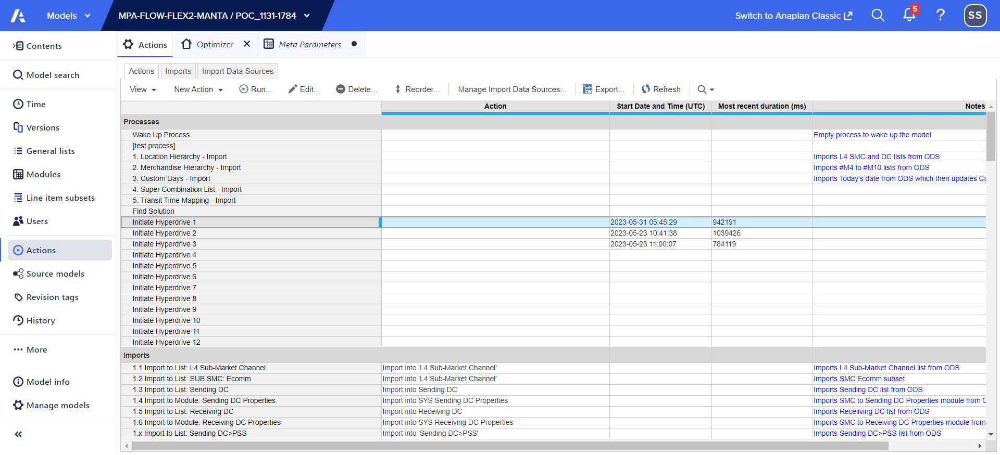 Models
MPA-FLOW-FLEX2-MANTA / POC_1131-1784
Switch to Anaplan Classic
5
?
SS
Contents
Model search
Time
Versions
General lists
Modules
Line item subsets
Users
Actions
Source models
Revision tags
History
More
Model info
Manage models
Actions
Optimizer
Meta Parameters
Actions
Imports
Import Data Sources
View
New Action
Run...
Edit...
Delete...
Reorder...
Manage Import Data Sources...
Export...
Refresh
Action
Start Date and Time (UTC)
Most recent duration (ms)
Notes
Processes
Wake Up Process
Empty process to wake up the model
[test process]
1. Location Hierarchy - Import
Imports L4 SMC and DC lists from ODS
2. Merchandise Hierarchy - Import
Imports #M4 to #M10 lists from ODS
3. Custom Days - Import
Imports Today's date from ODS which then updates Cu
4. Super Combination List - Import
5. Transit Time Mapping - Import
Find Solution
Initiate Hyperdrive 1
2023-05-31 05:45:29
942191
Initiate Hyperdrive 2
2023-05-23 10:41:38
1039426
Initiate Hyperdrive 3
2023-05-23 11:00:07
784119
Initiate Hyperdrive 4
Initiate Hyperdrive 5
Initiate Hyperdrive 6
Initiate Hyperdrive 7
Initiate Hyperdrive 8
Initiate Hyperdrive 9
Initiate Hyperdrive 10
Initiate Hyperdrive 11
Initiate Hyperdrive 12
Imports
1.1 Import to List: L4 Sub-Market Channel
Import into 'L4 Sub-Market Channel'
Imports L4 Sub-Market Channel list from ODS
1.2 Import to List: SUB SMC: Ecomm
Import into 'L4 Sub-Market Channel'
Imports SMC Ecomm subset
1.3 Import to List: Sending DC
Import into Sending DC
Imports Sending DC list from ODS
1.4 Import to Module: Sending DC Properties
Import into SYS Sending DC Properties
Imports SMC to Sending DC Properties module from O
1.5 Import to List: Receiving DC
Import into Receiving DC
Imports Receiiving DC list from ODS
1.6 Import to Module: Receiving DC Properties
Import into SYS Receiving DC Properties
Imports SMC to Receiving DC Properties module from
1.x Import to List: Sending DC>PSS
Import into 'Sending DC>PSS'
Imports Sending DC>PSS list from ODS